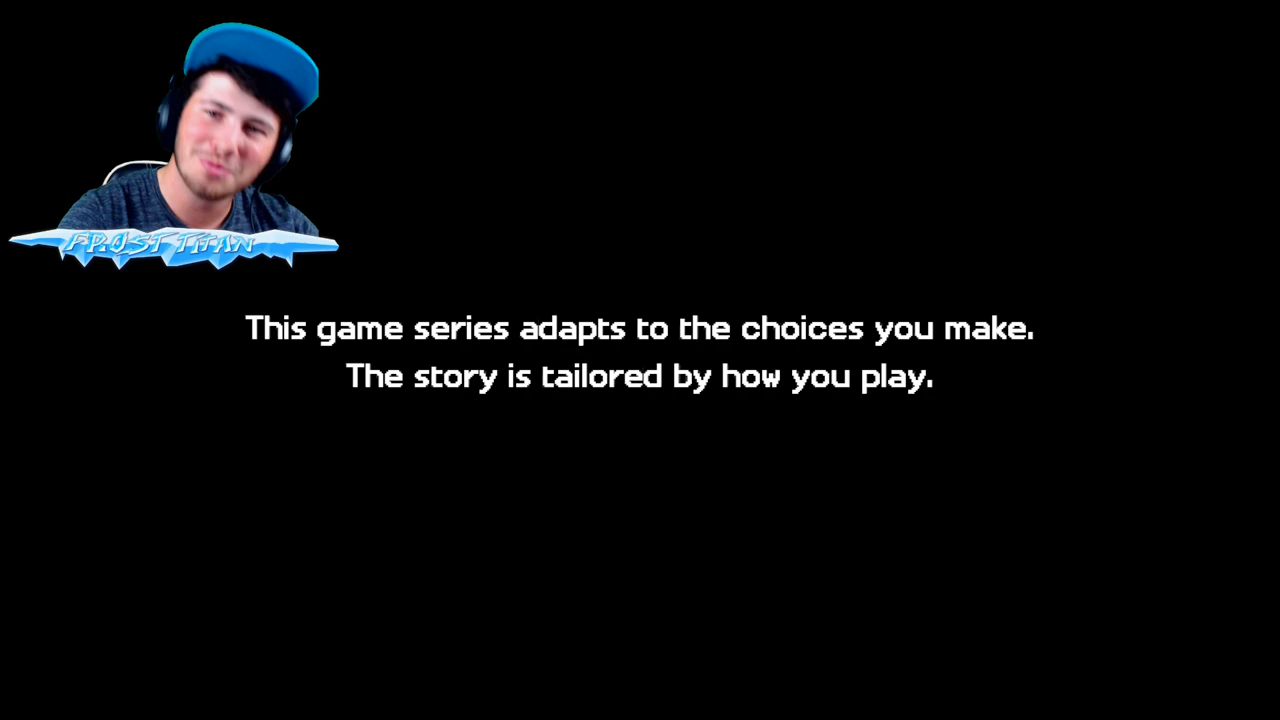 FROST TITAN
This game series adapts to the choices you make.
The story is tailored by how you play.